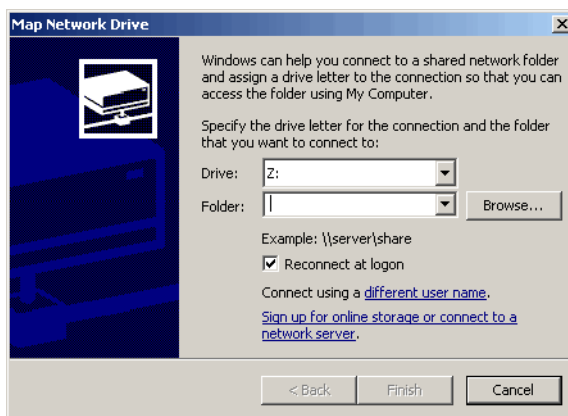 Map Network Drive
Windows can help you connect to a shared network folder
and assign a drive letter to the connection so that you can
access the folder using My Computer.
Specify the drive letter for the connection and the folder
that you want to connect to:
Drive: Z:
Folder: Browse...
Example: \\server\share
Reconnect at logon
Connect using a different user name.
Sign up for online storage or connect to a
network server.
< Back Finish Cancel